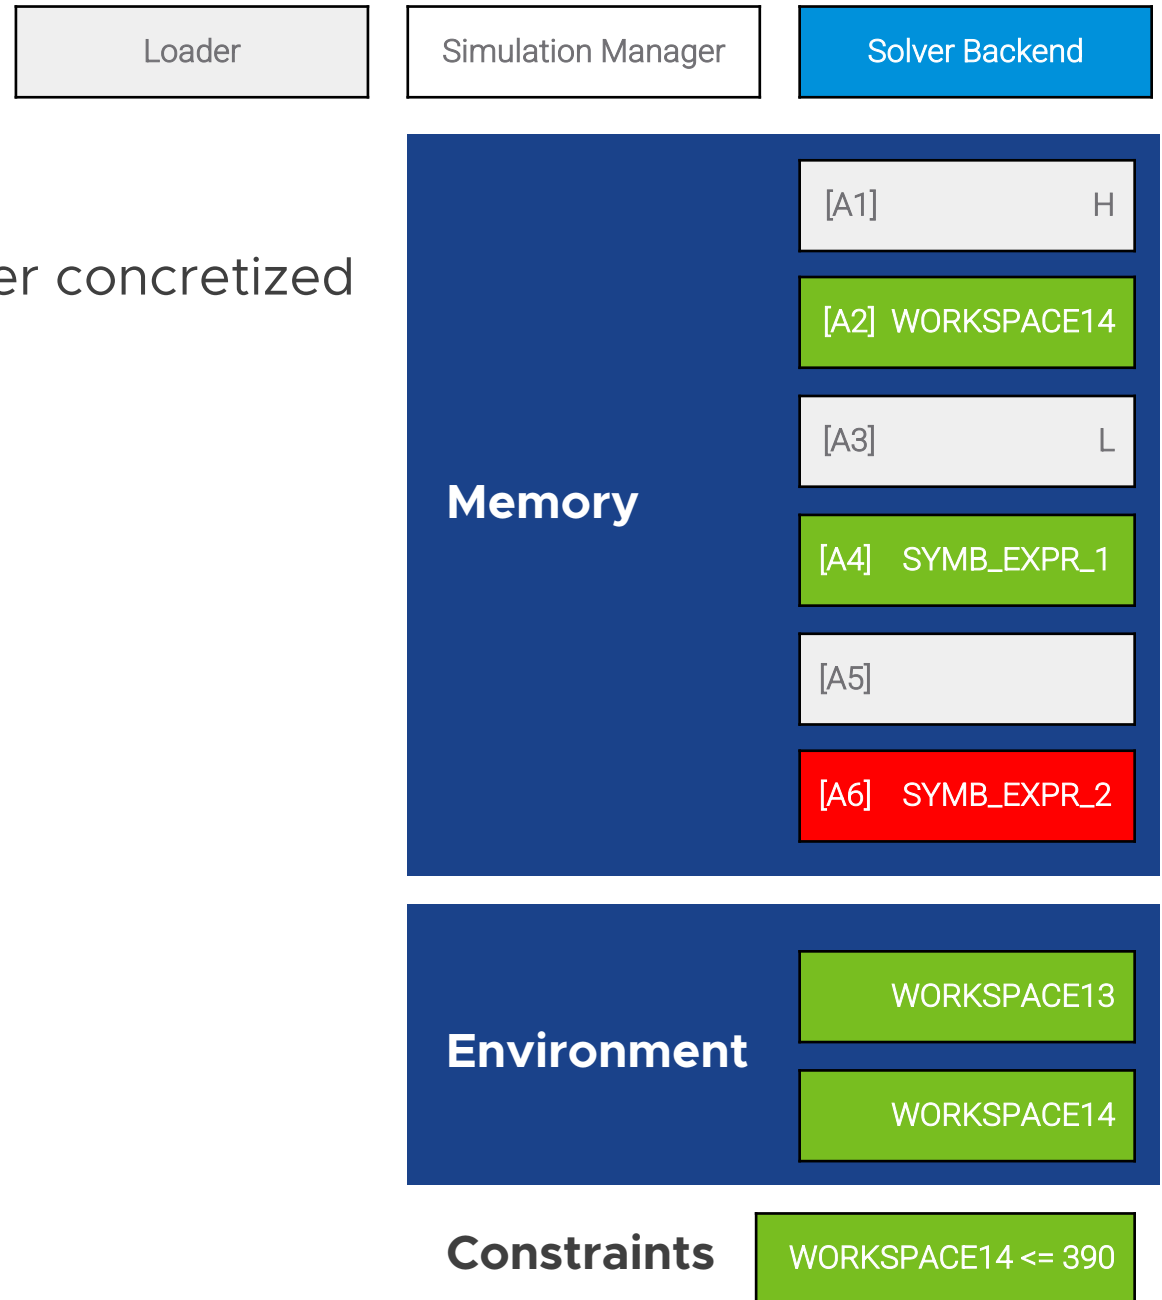 Loader
Simulation Manager
Solver Backend
concretized
Memory
[A1] H
[A2] WORKSPACE14
[A3] L
[A4] SYMB_EXPR_1
[A5]
[A6] SYMB_EXPR_2
Environment
WORKSPACE13
WORKSPACE14
Constraints
WORKSPACE14 <= 390